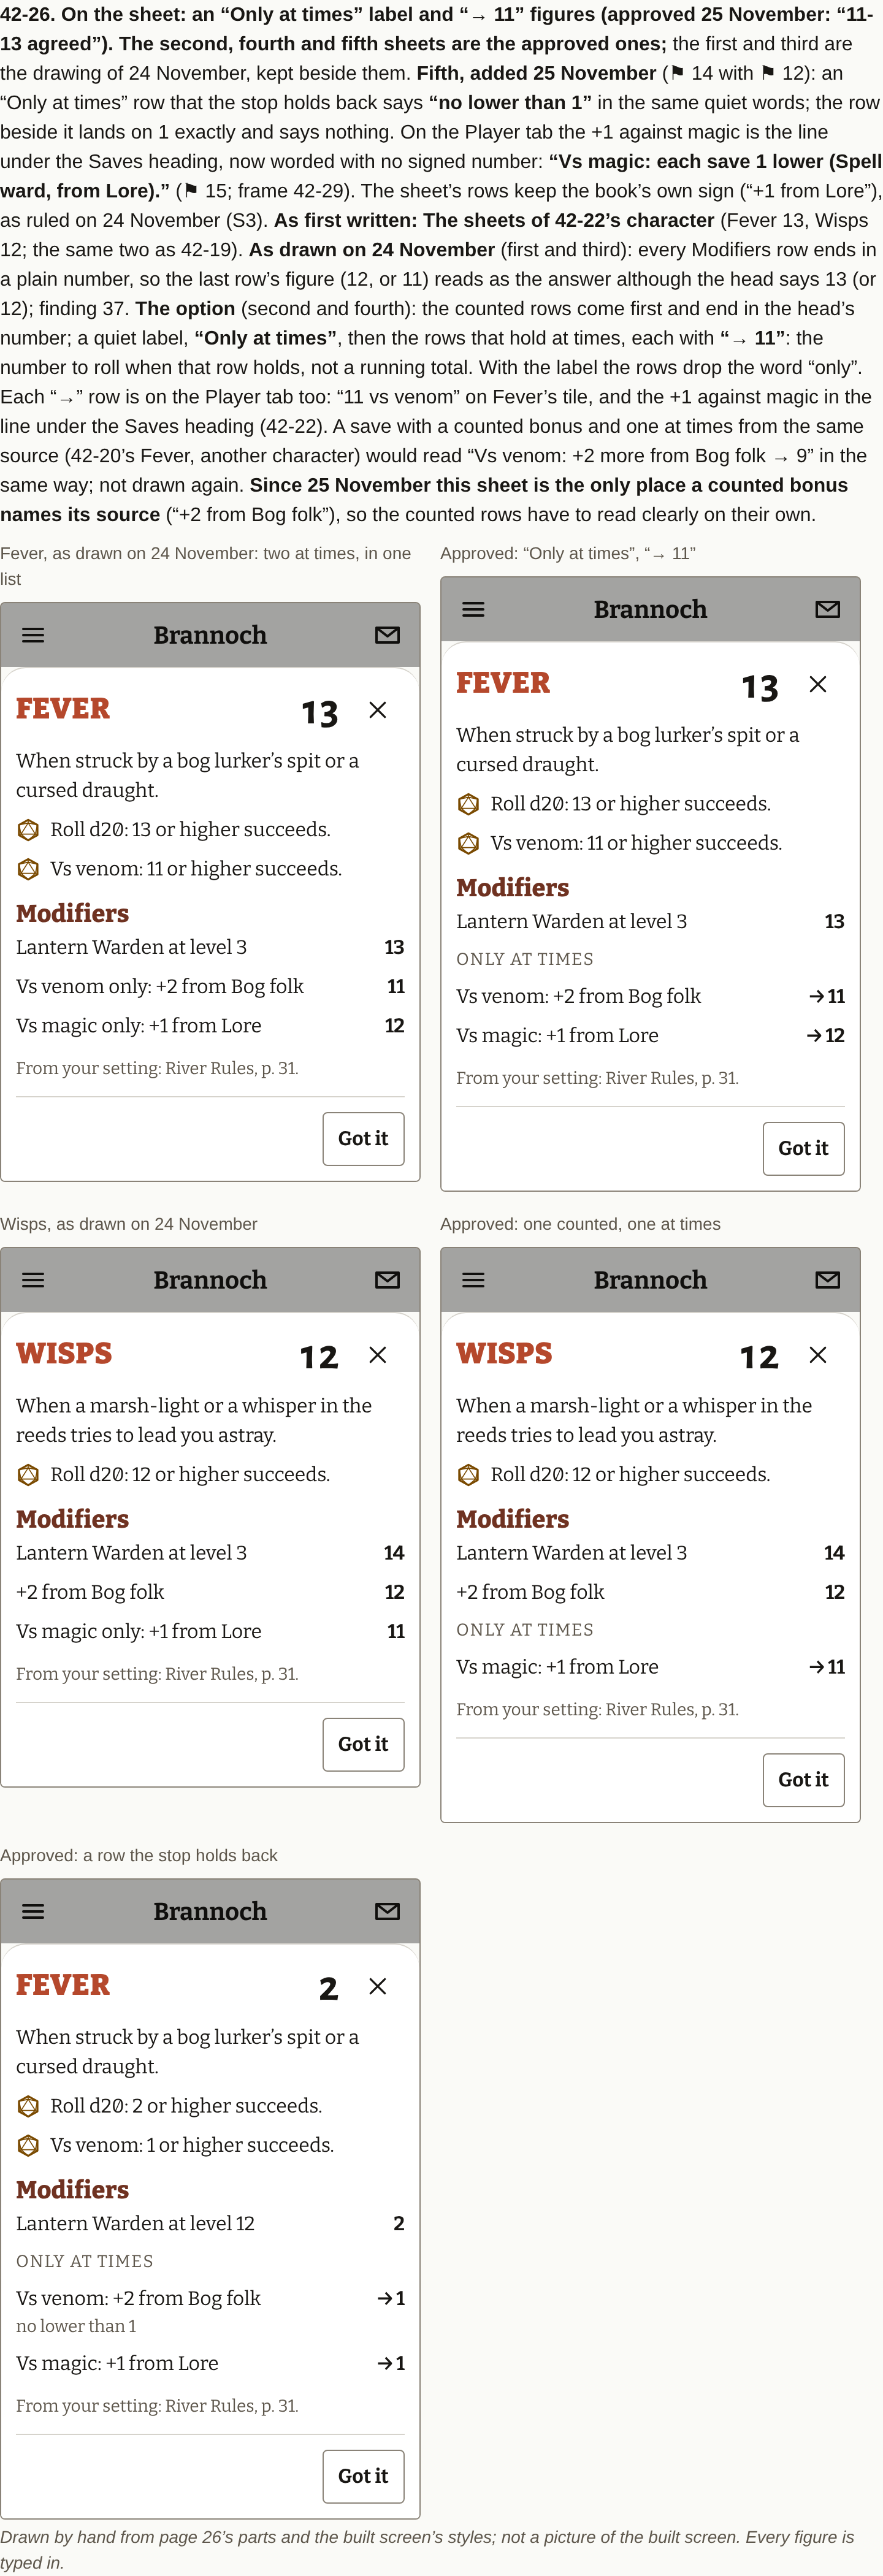 42-26. On the sheet: an “Only at times” label and “→ 11” figures (approved 25 November: “11-
13 agreed”). The second, fourth and fifth sheets are the approved ones; the first and third are
the drawing of 24 November, kept beside them. Fifth, added 25 November (⚑ 14 with ⚑ 12): an
“Only at times” row that the stop holds back says “no lower than 1” in the same quiet words; the row
beside it lands on 1 exactly and says nothing. On the Player tab the +1 against magic is the line
under the Saves heading, now worded with no signed number: “Vs magic: each save 1 lower (Spell
ward, from Lore).” (⚑ 15; frame 42-29). The sheet’s rows keep the book’s own sign (“+1 from Lore”),
as ruled on 24 November (S3). As first written: The sheets of 42-22’s character (Fever 13, Wisps
12; the same two as 42-19). As drawn on 24 November (first and third): every Modifiers row ends in
a plain number, so the last row’s figure (12, or 11) reads as the answer although the head says 13 (or
12); finding 37. The option (second and fourth): the counted rows come first and end in the head’s
number; a quiet label, “Only at times”, then the rows that hold at times, each with “→ 11”: the
number to roll when that row holds, not a running total. With the label the rows drop the word “only”.
Each “→” row is on the Player tab too: “11 vs venom” on Fever’s tile, and the +1 against magic in the
line under the Saves heading (42-22). A save with a counted bonus and one at times from the same
source (42-20’s Fever, another character) would read “Vs venom: +2 more from Bog folk → 9” in the
same way; not drawn again. Since 25 November this sheet is the only place a counted bonus
names its source (“+2 from Bog folk”), so the counted rows have to read clearly on their own.
Fever, as drawn on 24 November: two at times, in one
list
Brannoch
FEVER 13
When struck by a bog lurker’s spit or a
cursed draught.
Roll d20: 13 or higher succeeds.
Vs venom: 11 or higher succeeds.
Modifiers
Lantern Warden at level 3 13
Vs venom only: +2 from Bog folk 11
Vs magic only: +1 from Lore 12
From your setting: River Rules, p. 31.
Got it
Approved: “Only at times”, “→ 11”
Brannoch
FEVER 13
When struck by a bog lurker’s spit or a
cursed draught.
Roll d20: 13 or higher succeeds.
Vs venom: 11 or higher succeeds.
Modifiers
Lantern Warden at level 3 13
ONLY AT TIMES
Vs venom: +2 from Bog folk → 11
Vs magic: +1 from Lore → 12
From your setting: River Rules, p. 31.
Got it
Wisps, as drawn on 24 November
Brannoch
WISPS 12
When a marsh-light or a whisper in the
reeds tries to lead you astray.
Roll d20: 12 or higher succeeds.
Modifiers
Lantern Warden at level 3 14
+2 from Bog folk 12
Vs magic only: +1 from Lore 11
From your setting: River Rules, p. 31.
Got it
Approved: one counted, one at times
Brannoch
WISPS 12
When a marsh-light or a whisper in the
reeds tries to lead you astray.
Roll d20: 12 or higher succeeds.
Modifiers
Lantern Warden at level 3 14
+2 from Bog folk 12
ONLY AT TIMES
Vs magic: +1 from Lore → 11
From your setting: River Rules, p. 31.
Got it
Approved: a row the stop holds back
Brannoch
FEVER 2
When struck by a bog lurker’s spit or a
cursed draught.
Roll d20: 2 or higher succeeds.
Vs venom: 1 or higher succeeds.
Modifiers
Lantern Warden at level 12 2
ONLY AT TIMES
Vs venom: +2 from Bog folk → 1
no lower than 1
Vs magic: +1 from Lore → 1
From your setting: River Rules, p. 31.
Got it
Drawn by hand from page 26’s parts and the built screen’s styles; not a picture of the built screen. Every figure is
typed in.